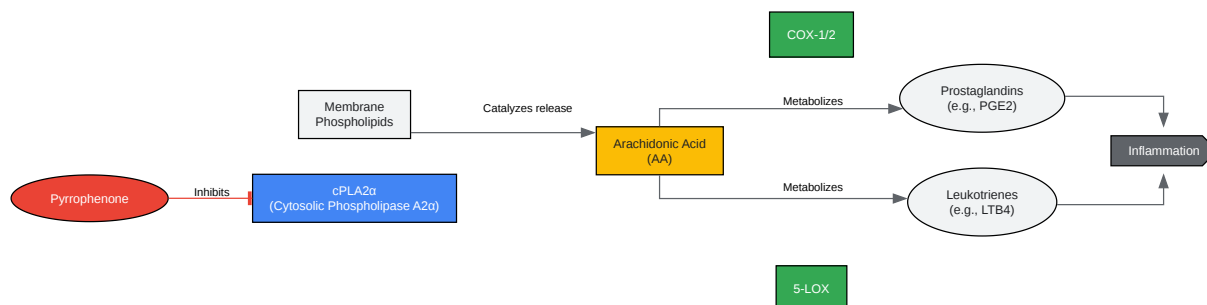 COX-1/2
Membrane
Phospholipids
Catalyzes release
Metabolizes
Prostaglandins
(e.g., PGE2)
Arachidonic Acid
(AA)
Inflammation
Pyrrophenone
Inhibits
cPLA2α
(Cytosolic Phospholipase A2α)
Metabolizes
Leukotrienes
(e.g., LTB4)
5-LOX